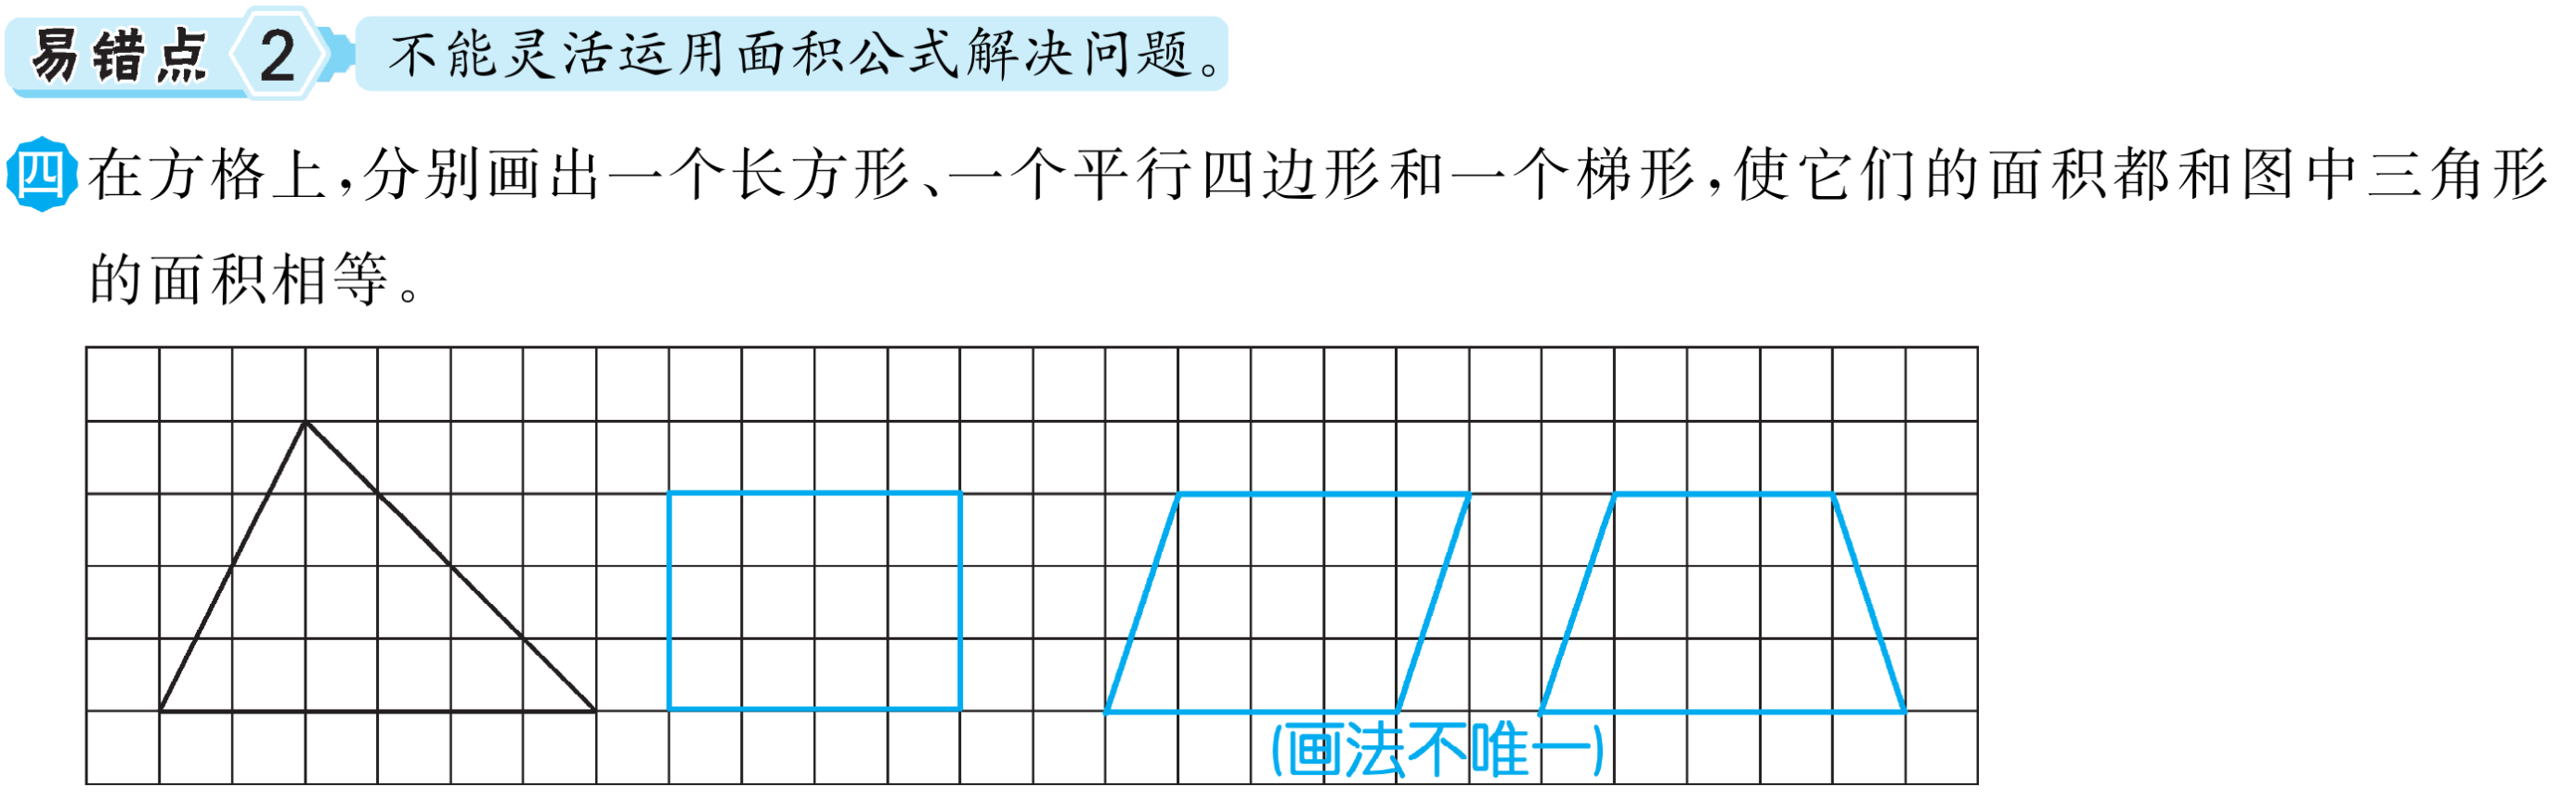 易错点 2 不能灵活运用面积公式解决问题。
四 在方格上,分别画出一个长方形、一个平行四边形和一个梯形,使它们的面积都和图中三角形
的面积相等。
(画法不唯一)